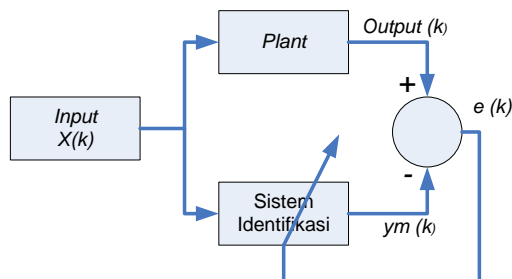 Output (k)
Plant
+
e (k)
Input
X(k)
-
Sistem
Identifikasi
ym (k)